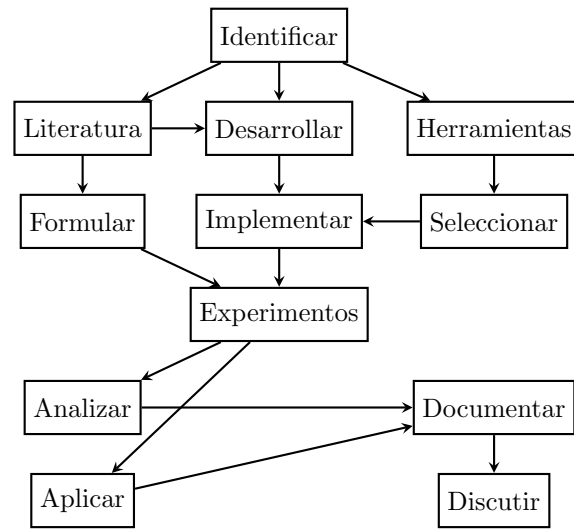 Identificar
Literatura
Desarrollar
Herramientas
Formular
Implementar
Seleccionar
Experimentos
Analizar
Documentar
Aplicar
Discutir